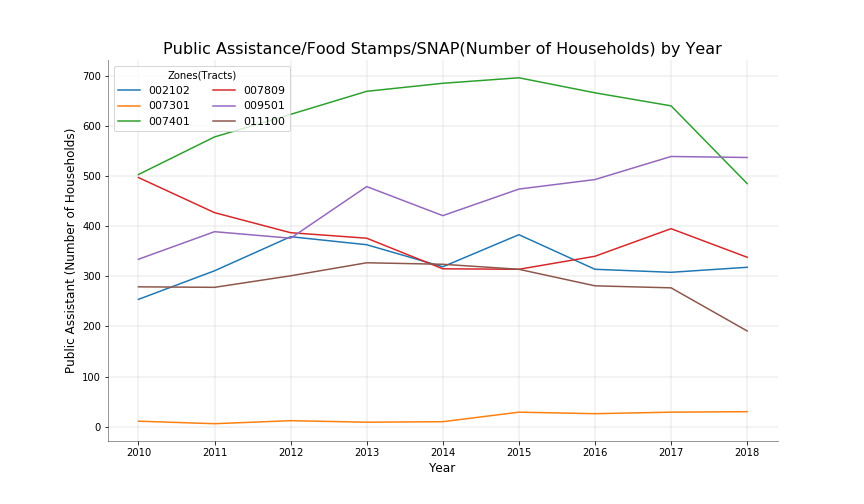 Public Assistance/Food Stamps/SNAP(Number of Households) by Year
Zones(Tracts)
002102 007809
007301 009501
007401 011100
Public Assistant (Number of Households)
700
600
500
400
300
200
100
0
2010 2011 2012 2013 2014 2015 2016 2017 2018
Year